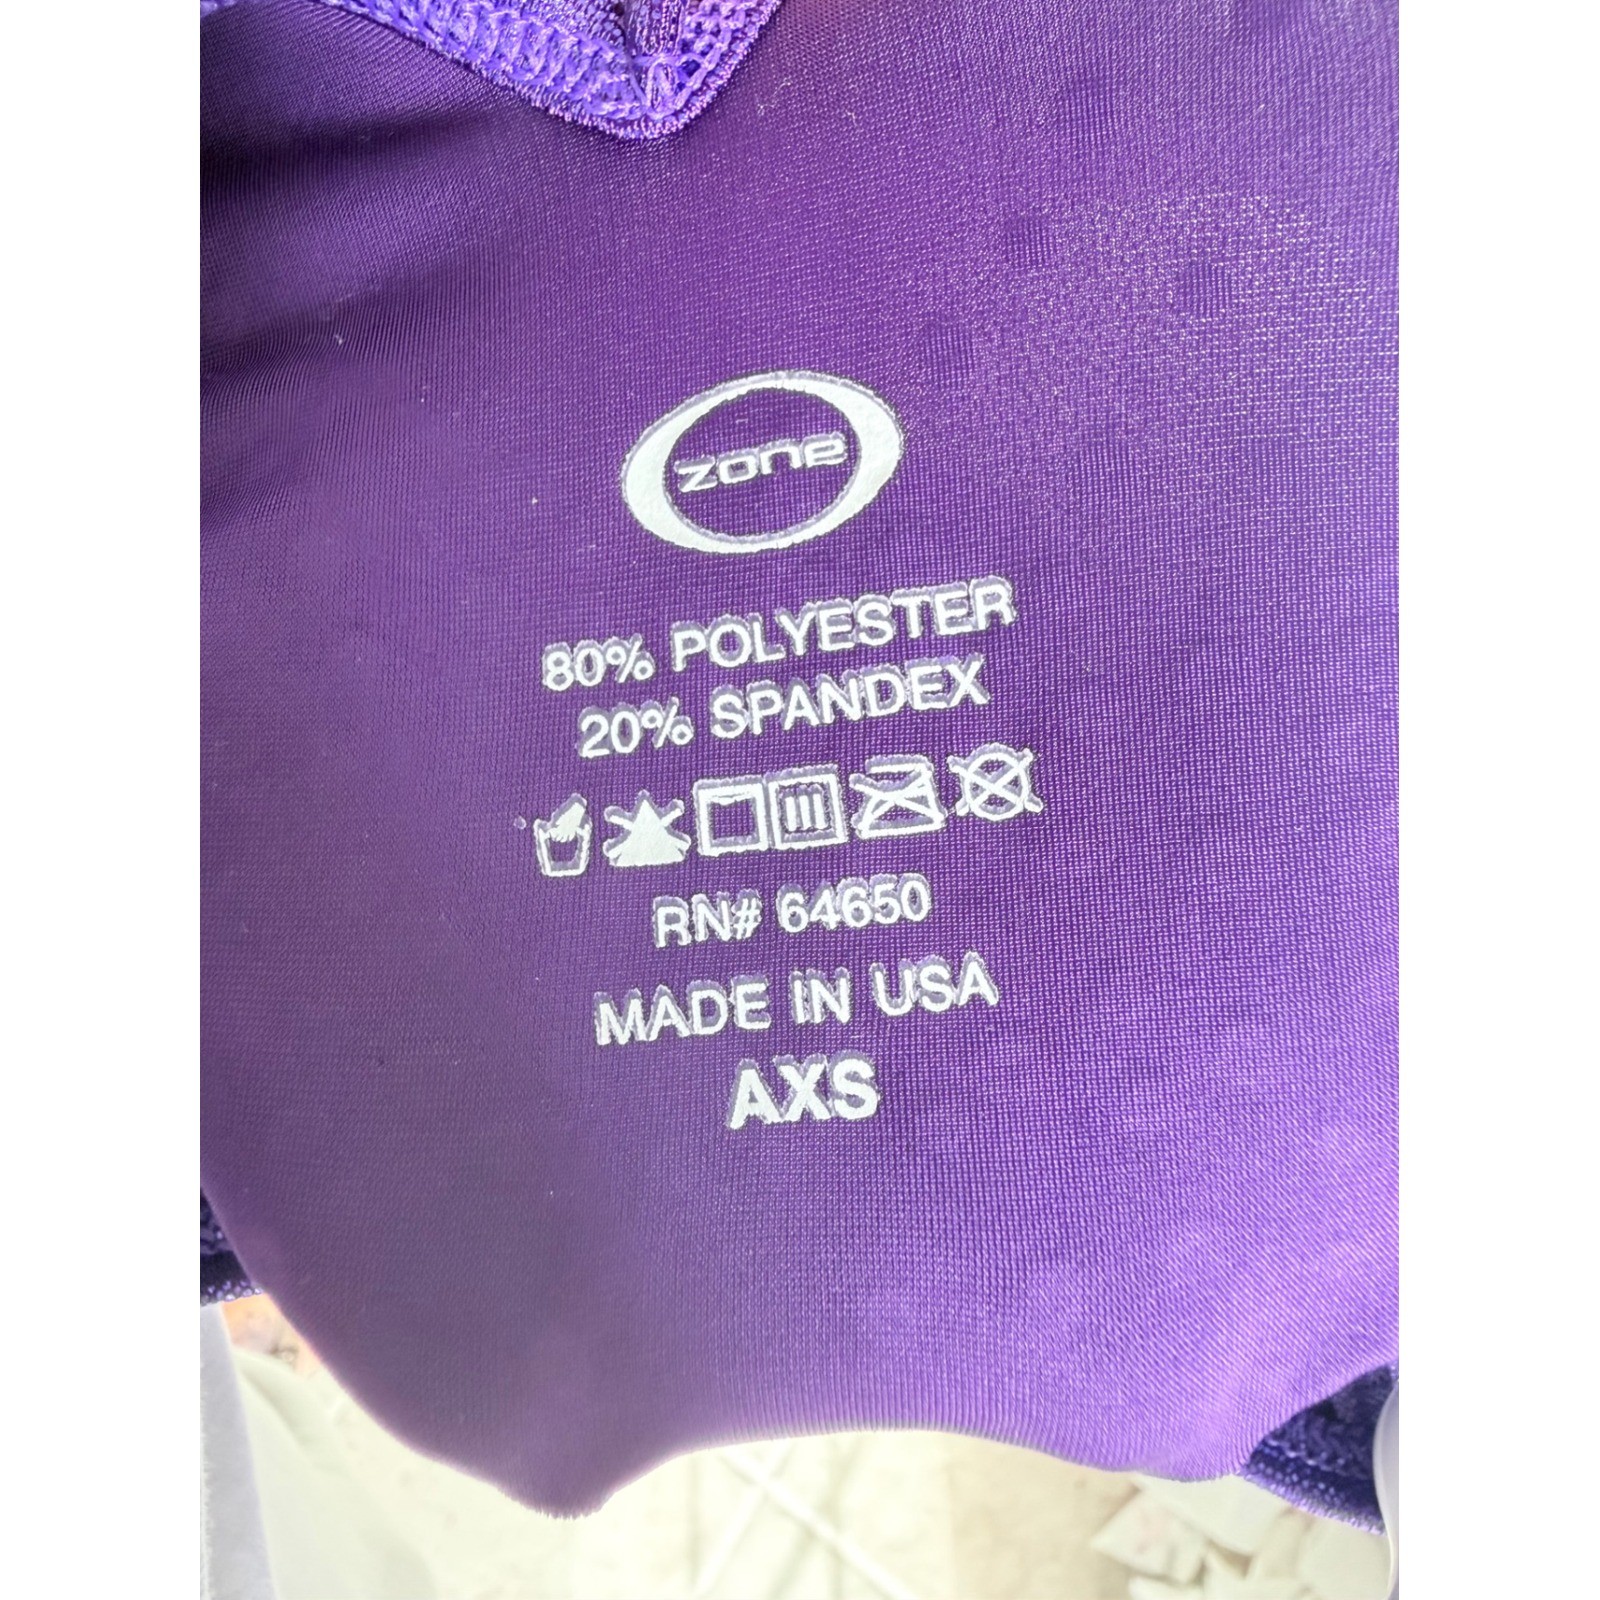 zone
80% POLYESTER
20% SPANDEX
RN# 64650
MADE IN USA
AXS